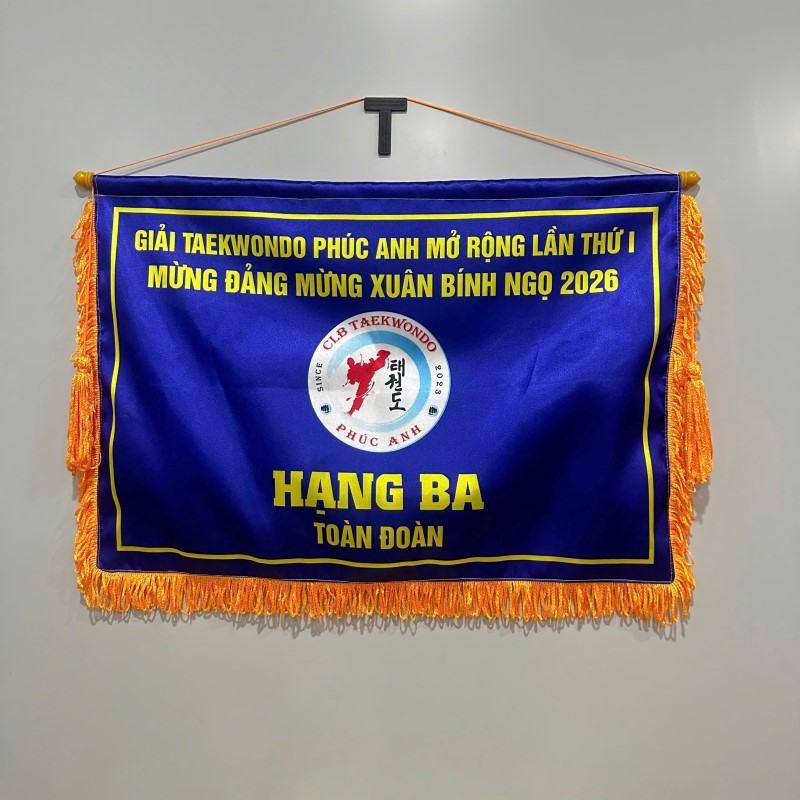 GIẢI TAEKWONDO PHÚC ANH MỞ RỘNG LẦN THỨ I
MỪNG ĐẢNG MỪNG XUÂN BÍNH NGỌ 2026
CLB TAEKWONDO
SINCE
2023
태권도
PHÚC ANH
HẠNG BA
TOÀN ĐOÀN